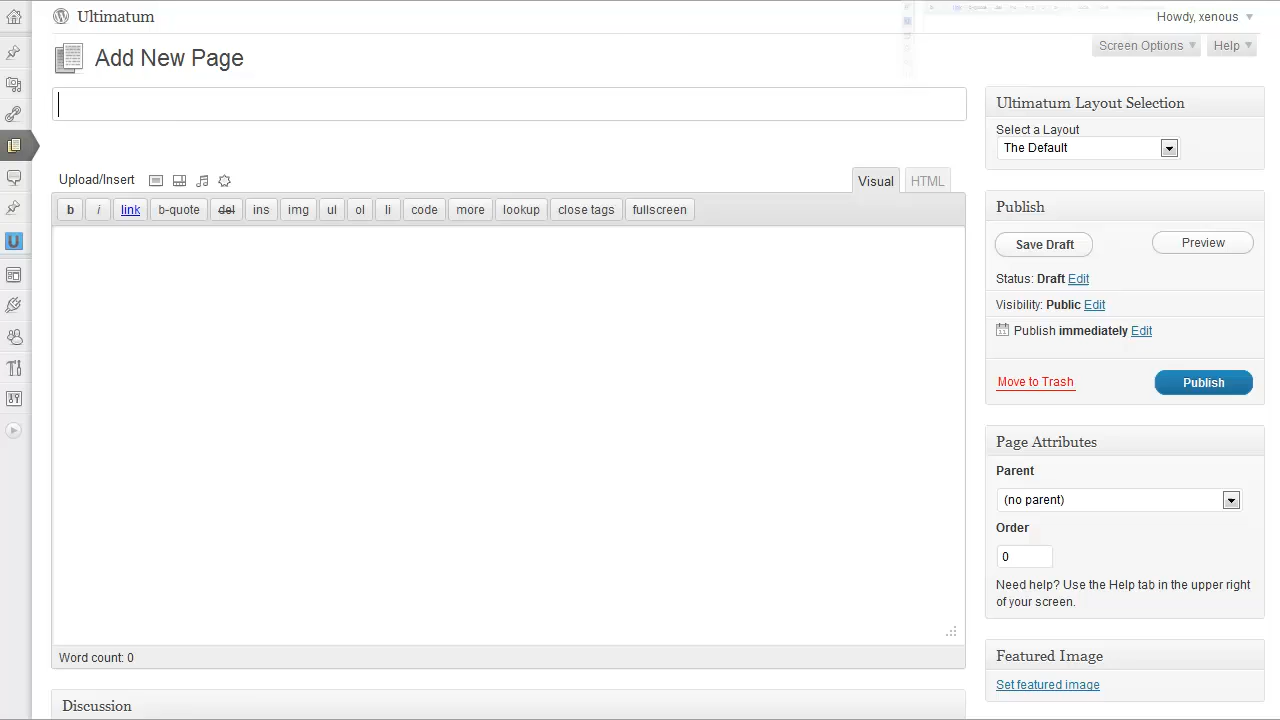 Ultimatum
Howdy, xenous
Screen Options
Help
Add New Page
Upload/Insert
Visual
HTML
b
i
link
b-quote
del
ins
img
ul
ol
li
code
more
lookup
close tags
fullscreen
Word count: 0
Discussion
Ultimatum Layout Selection
Select a Layout
The Default
Publish
Save Draft
Preview
Status: Draft Edit
Visibility: Public Edit
Publish immediately Edit
Move to Trash
Publish
Page Attributes
Parent
(no parent)
Order
0
Need help? Use the Help tab in the upper right
of your screen.
Featured Image
Set featured image